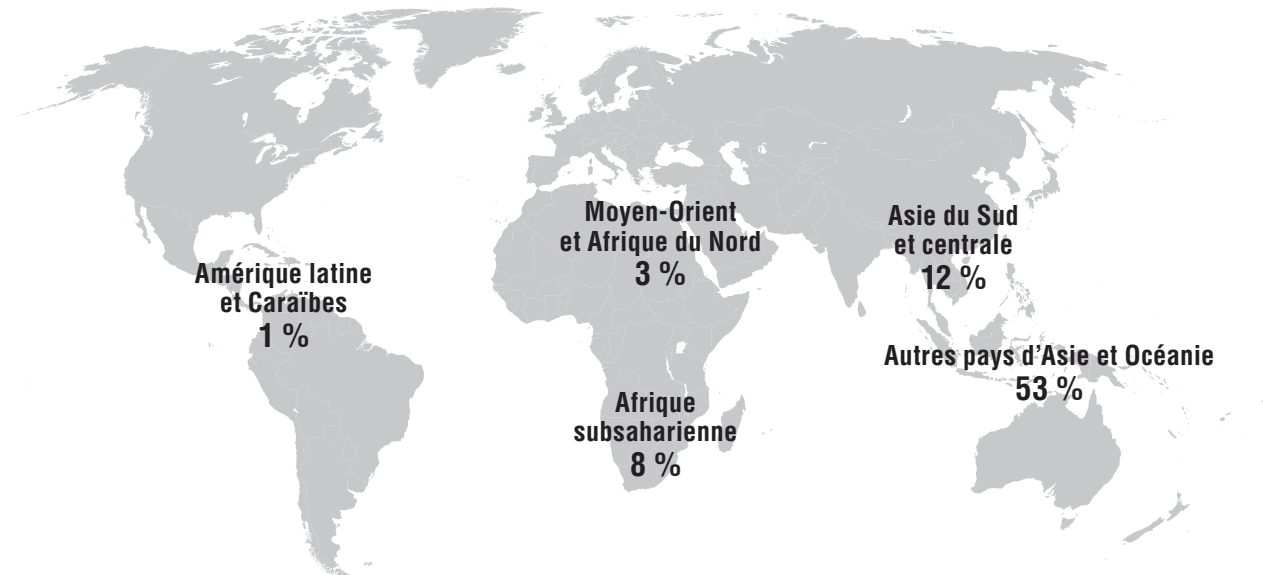 Moyen-Orient
et Afrique du Nord
3 %
Asie du Sud
et centrale
12 %
Amérique latine
et Caraïbes
1 %
Autres pays d’Asie et Océanie
53 %
Afrique
subsaharienne
8 %